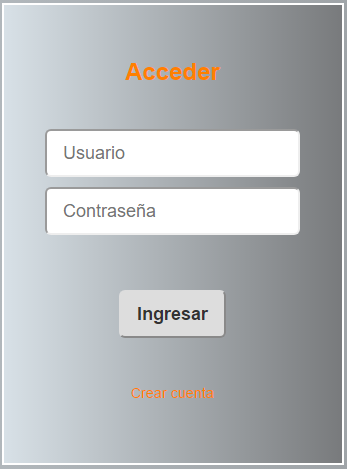 Acceder
Usuario
Contraseña
Ingresar
Crear cuenta